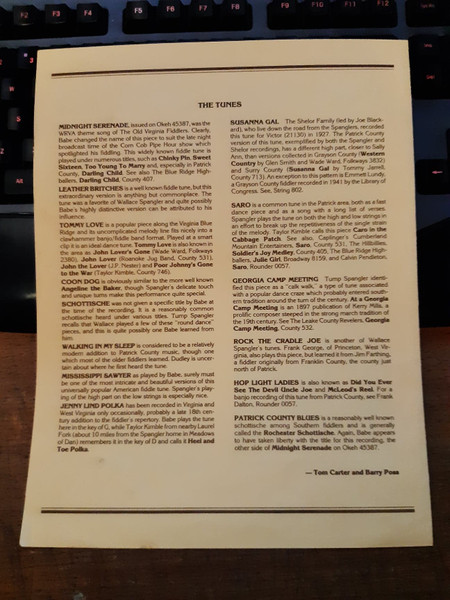 THE TUNES
MIDNIGHT SERENADE, issued on Okeh 45387, was the
WRVA theme song of The Old Virginia Fiddlers. Clearly,
Babe changed the name of this piece to suit the late night
broadcast time of the Corn Cob Pipe Hour show which
spotlighted his fiddling. This widely known fiddle tune is
played under numerous titles, such as Chinky Pin, Sweet
Sixteen, Too Young To Marry and, especially in Patrick
County, Darling Child. See also The Blue Ridge High-
ballers, Darling Child, County 407.
LEATHER BRITCHES is a well known fiddle tune, but this
extraordinary version is anything but commonplace. The
tune was a favorite of Wallace Spangler and quite possibly
Babe's highly distinctive version can be attributed to his
influence.
TOMMY LOVE is a popular piece along the Virginia Blue
Ridge and its uncomplicated melody line fits nicely into a
clawhammer banjo/fiddle band format. Played at a smart
clip it is an ideal dance tune. Tommy Love is also known in
the area as John Lover's Gone (Wade Ward, Folkways
2380), John Lover (Roanoke Jug Band, County 531),
John the Lover (J.P. Nester) and Poor Johnny's Gone
to the War (Taylor Kimble, County 746).
COON DOG is obviously similar to the more well known
Angeline the Baker, though Spangler's delicate touch
and unique turns make this performance quite special.
SCHOTTISCHE was not given a specific title by Babe at
the time of recording. It is a reasonably common
schottische heard under various titles. Tump Spangler
recalls that Wallace played a few of these "round dance"
pieces, and this is quite possibly one Babe learned from
him.
WALKING IN MY SLEEP is considered to be a relatively
modern addition to Patrick County music, though one
which most of the older fiddlers learned. Dudley is uncer-
tain about where he first heard the tune.
MISSISSIPPI SAWYER as played by Babe, surely must
be one of the most intricate and beautiful versions of this
universally popular American fiddle tune. Spangler's play-
ing of the high part on the low strings is especially nice.
JENNY LIND POLKA has been recorded in Virginia and
West Virginia only occasionally, probably a late 18th cen-
tury addition to the fiddler's repertory. Babe plays the tune
here in the key of G, while Taylor Kimble from nearby Laurel
Fork (about 10 miles from the Spangler home in Meadows
of Dan) remembers it in the key of D and calls it Heel and
Toe Polka.
SUSANNA GAL The Shelor Family (led by Joe Black-
ard), who live down the road from the Spanglers, recorded
this tune for Victor (21130) in 1927. The Patrick County
version of this tune, exemplified by both the Spangler and
Shelor recordings, has a different high part, slower to Sally
Ann, than versions collected in Grayson County (Western
Country by Glen Smith and Wade Ward, Folkways 3832)
and Surry County (Susanna Gal by Tommy Jarrell,
County 713). An exception to this pattern is Emmett Lundy,
a Grayson County fiddler recorded in 1941 by the Library of
Congress. See, String 802.
SARO is a common tune in the Patrick area, both as a fast
dance piece and as a song with a long list of verses.
Spangler plays the tune on both the high and low strings in
an effort to break up the repetitiveness of the single strain
of the melody. Taylor Kimble calls this piece Caro in the
Cabbage Patch. See also, Caplinger's Cumberland
Mountain Entertainers, Saro, County 531, The Hillbillies,
Soldier's Joy Medley, County 405, The Blue Ridge High-
ballers, Julie Girl, Broadway 8159, and Calvin Pendleton,
Saro, Rounder 0057.
GEORGIA CAMP MEETING Tump Spangler identi-
fied this piece as a "calk walk," a type of tune associated
with a popular dance craze which probably entered south-
ern tradition around the turn of the century. At a Georgia
Camp Meeting is an 1897 publication of Kerry Mills, a
prolific composer steeped in the strong march tradition of
the 19th century. See The Leake County Revelers, Georgia
Camp Meeting, County 532.
ROCK THE CRADLE JOE is another of Wallace
Spangler's tunes. Frank George, of Princeton, West Vir-
ginia, also plays this piece, but learned it from Jim Farthing,
a fiddler originally from Franklin County, the county just
north of Patrick.
HOP LIGHT LADIES is also known as Did You Ever
See The Devil Uncle Joe and McLeod's Reel. For a
banjo recording of this tune from Patrick County, see Fran
Dalton, Rounder 0057.
PATRICK COUNTY BLUES is a reasonably well known
schottische among Southern fiddlers and is generally
called the Rochester Schottische. Again, Babe appears
to have taken liberty with the title for this recording, the
other side of Midnight Serenade on Okeh 45387.
— Tom Carter and Barry Poss
F9
F10
F11
F12